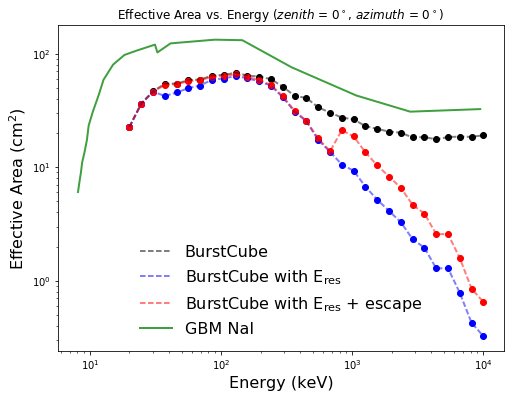 Effective Area vs. Energy (zenith = 0°, azimuth = 0°)
Effective Area (cm²)
10²
10¹
10⁰
BurstCube
BurstCube with E_res
BurstCube with E_res + escape
GBM NaI
10¹ 10² 10³ 10⁴
Energy (keV)